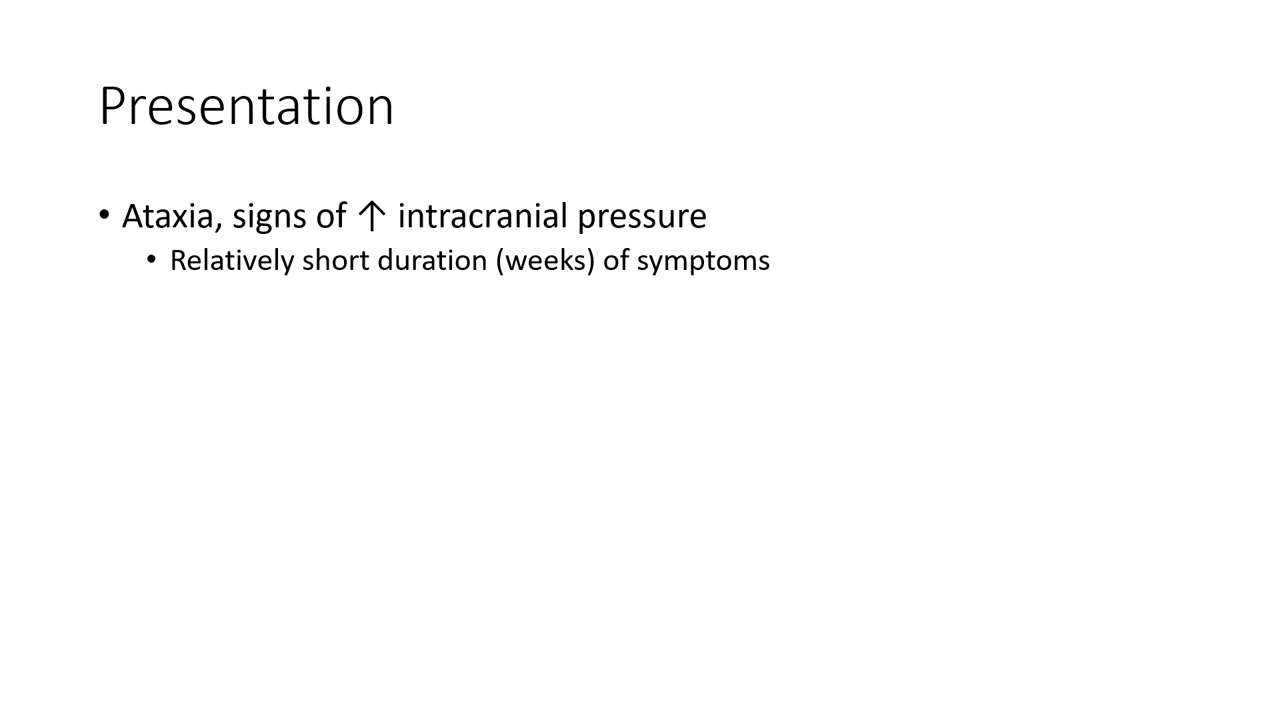 Presentation
• Ataxia, signs of ↑ intracranial pressure
• Relatively short duration (weeks) of symptoms